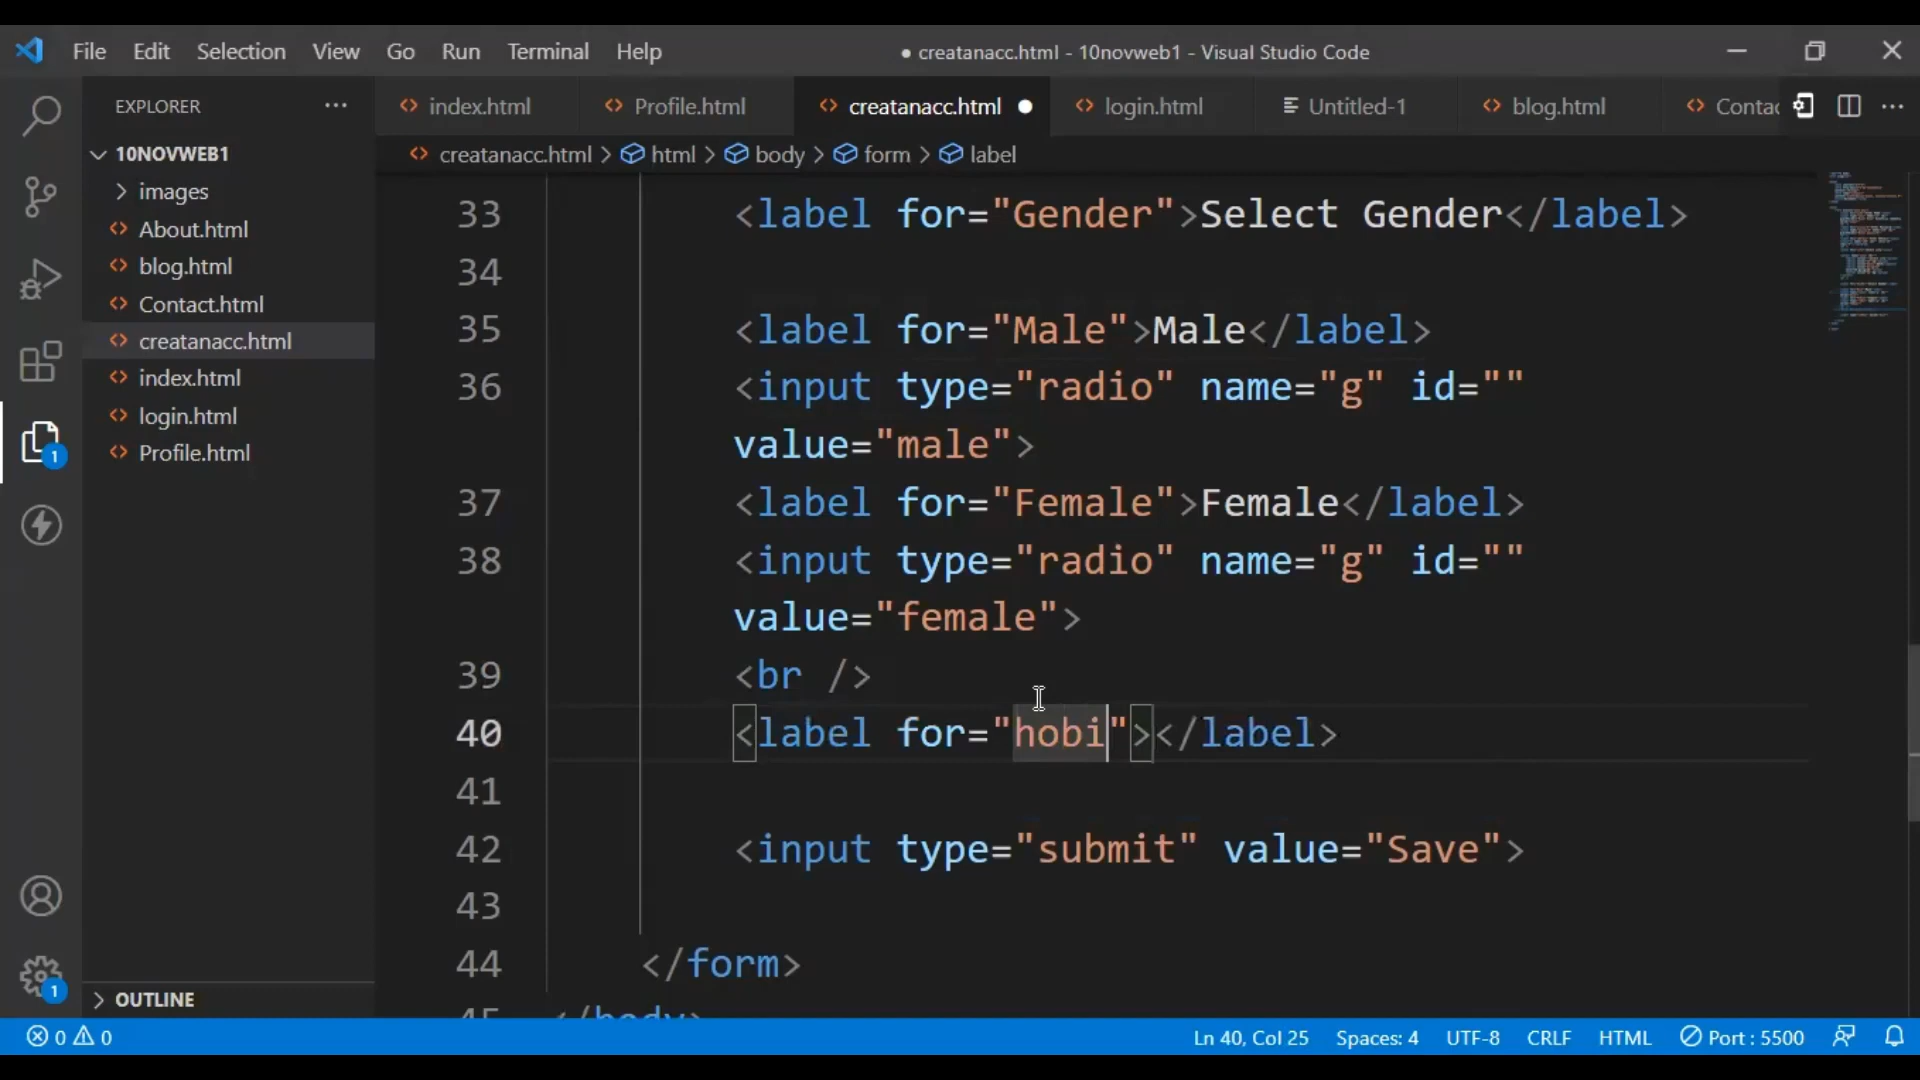 File Edit Selection View Go Run Terminal Help ● creatanacc.html - 10novweb1 - Visual Studio Code
EXPLORER ···
index.html Profile.html creatanacc.html ● login.html Untitled-1 blog.html Contac
creatanacc.html > html > body > form > label
10NOVWEB1
images
About.html
blog.html
Contact.html
creatanacc.html
index.html
login.html
Profile.html
OUTLINE
1
1
33 <label for="Gender">Select Gender</label>
34
35 <label for="Male">Male</label>
36 <input type="radio" name="g" id=""
value="male">
37 <label for="Female">Female</label>
38 <input type="radio" name="g" id=""
value="female">
39 <br />
40 <label for="hobi"></label>
41
42 <input type="submit" value="Save">
43
44 </form>
45 </body>
0 0 Ln 40, Col 25 Spaces: 4 UTF-8 CRLF HTML Port : 5500